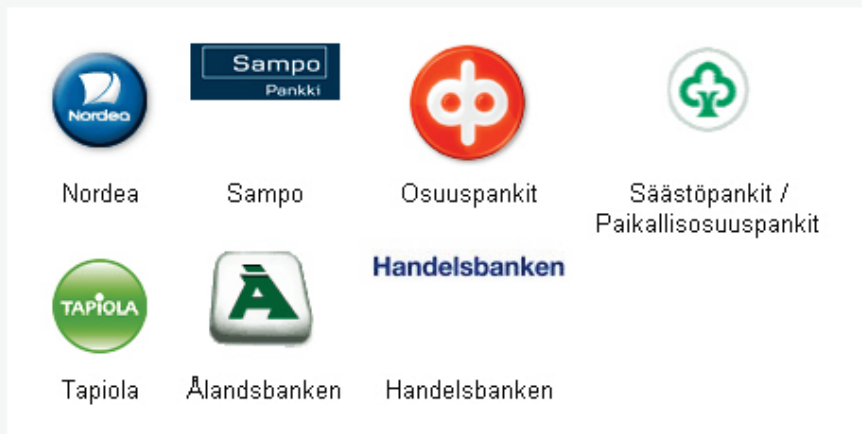 Nordea
Sampo
Pankki
Nordea
Sampo
Osuuspankit
Säästöpankit /
Paikallisosuuspankit
TAPIOLA
Å
Handelsbanken
Tapiola
Ålandsbanken
Handelsbanken